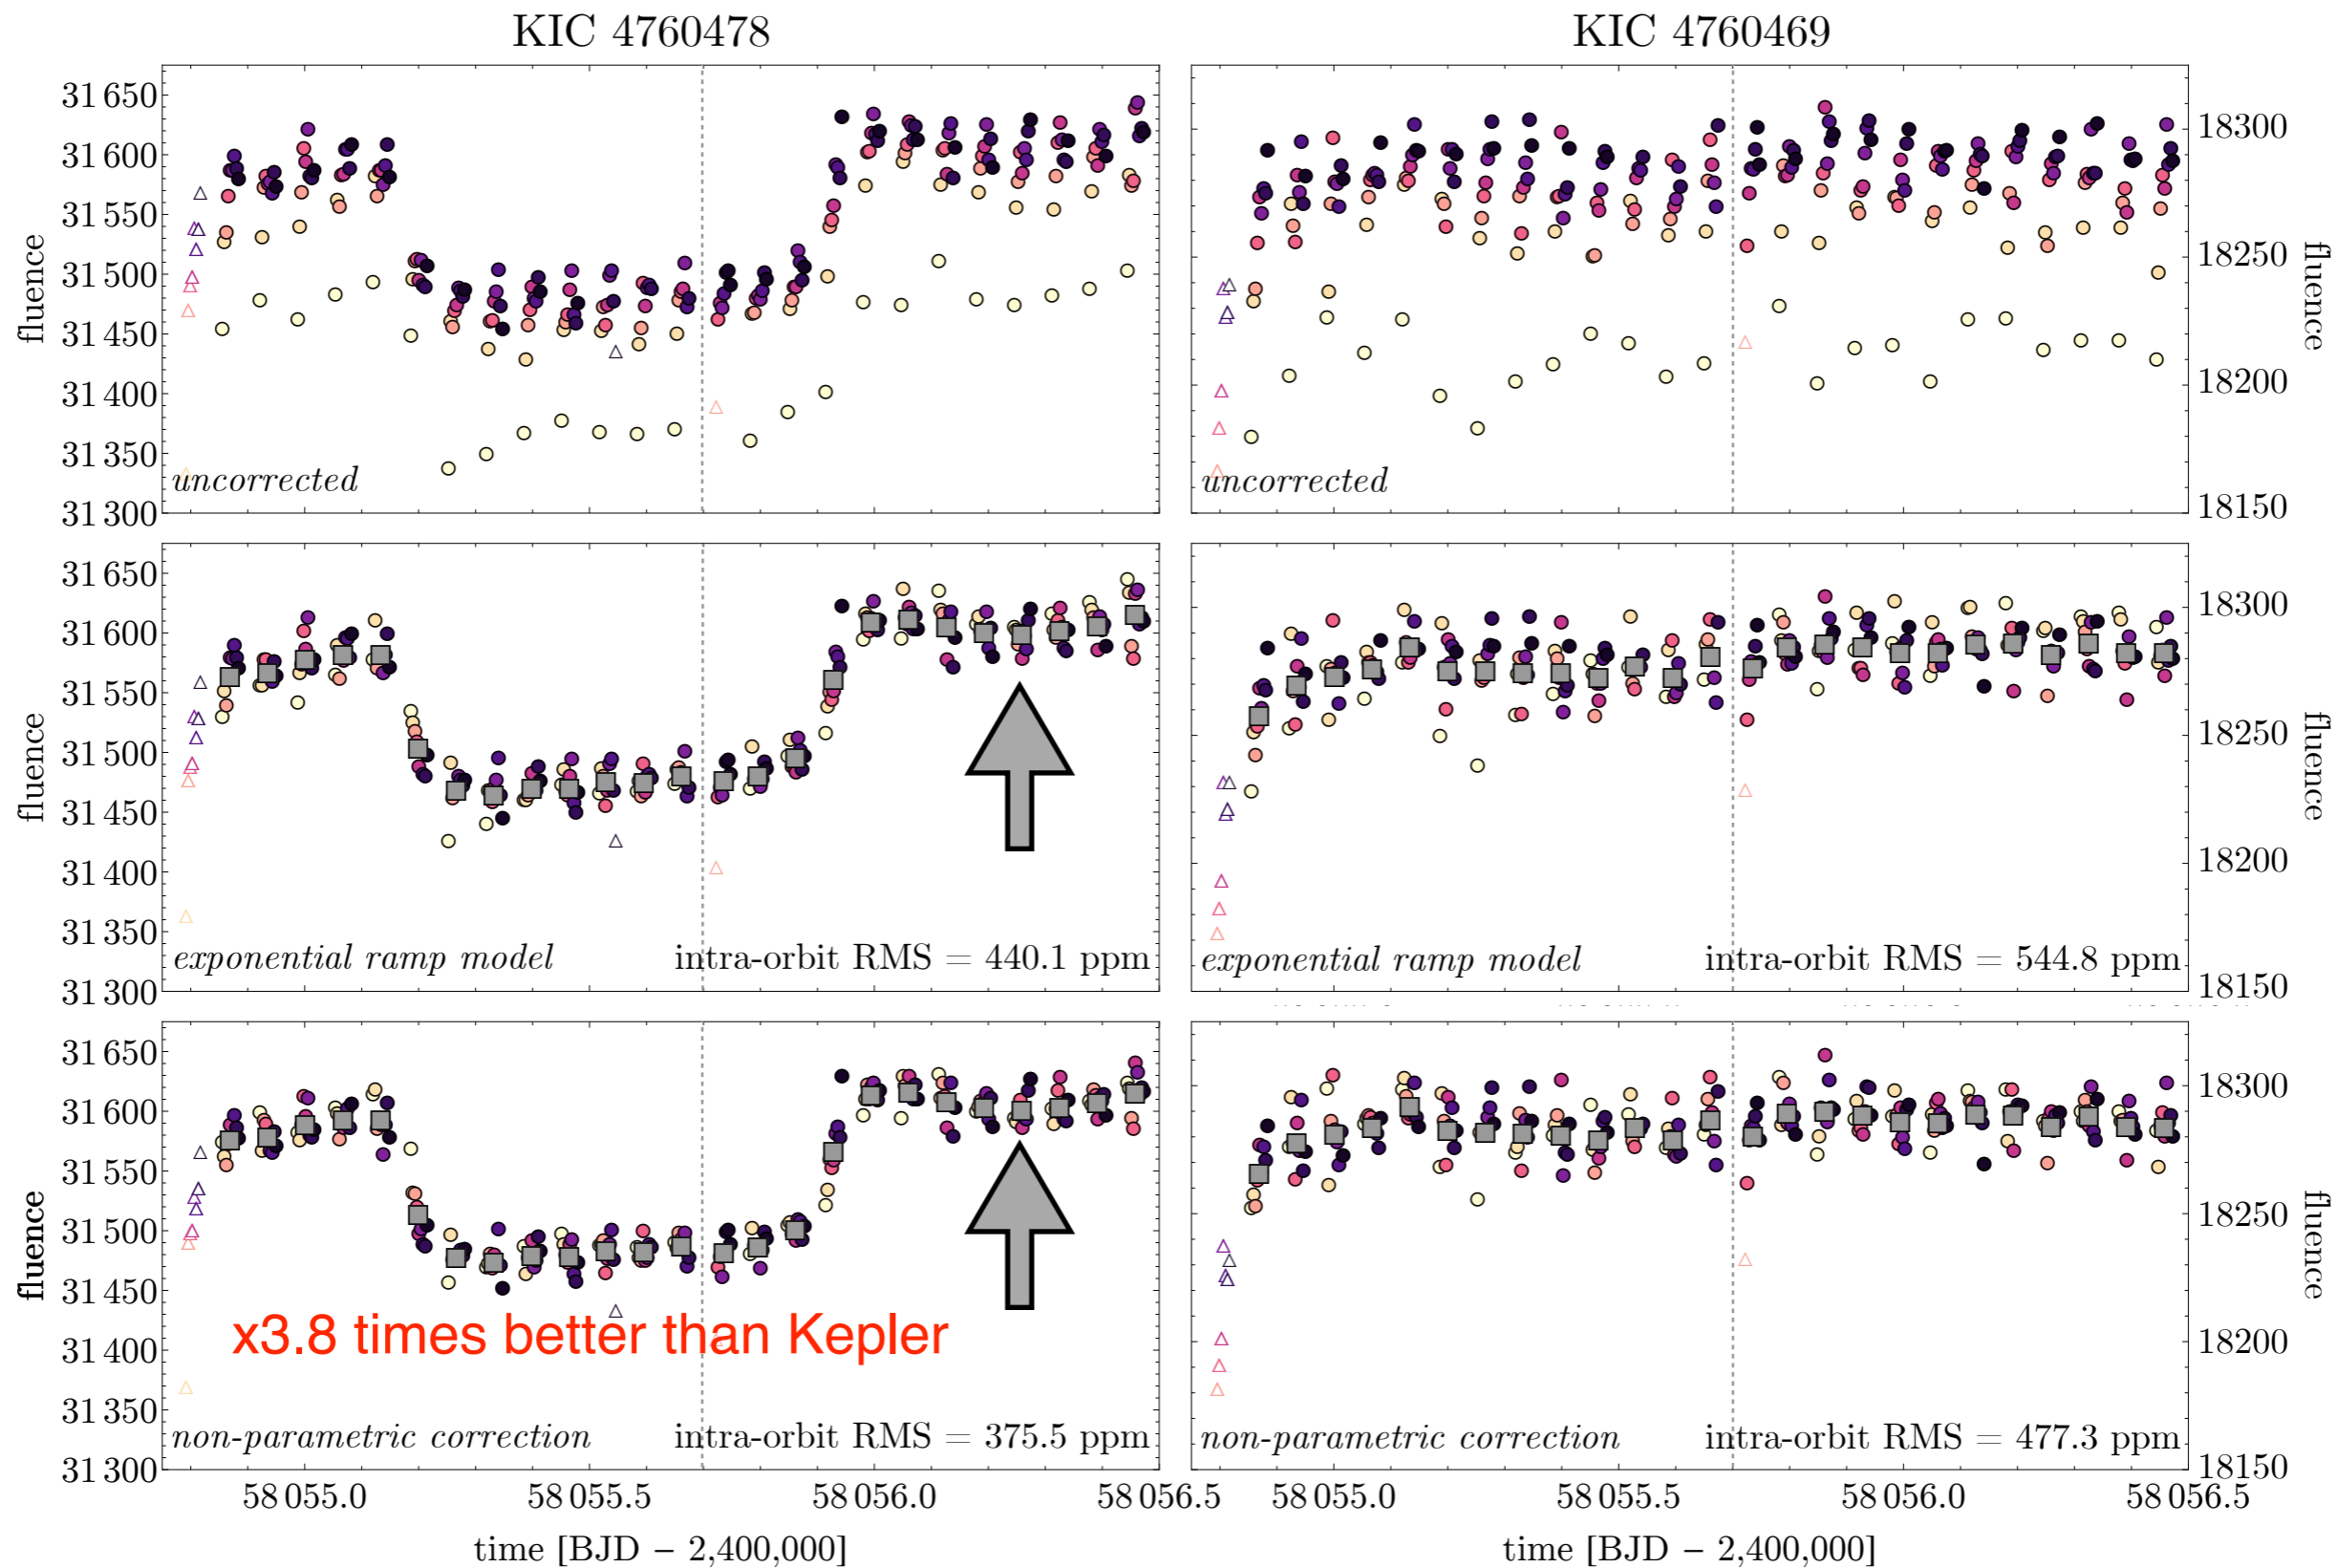 KIC 4760478
KIC 4760469
31 650
31 600
31 550
31 500
31 450
31 400
31 350
31 300
fluence
uncorrected
uncorrected
18300
18250
18200
18150
fluence
31 650
31 600
31 550
31 500
31 450
31 400
31 350
31 300
fluence
exponential ramp model
intra-orbit RMS = 440.1 ppm
exponential ramp model
intra-orbit RMS = 544.8 ppm
18300
18250
18200
18150
fluence
31 650
31 600
31 550
31 500
31 450
31 400
31 350
31 300
fluence
x3.8 times better than Kepler
non-parametric correction
intra-orbit RMS = 375.5 ppm
non-parametric correction
intra-orbit RMS = 477.3 ppm
18300
18250
18200
18150
fluence
58 055.0
58 055.5
58 056.0
58 056.5
58 055.0
58 055.5
58 056.0
58 056.5
time [BJD − 2,400,000]
time [BJD − 2,400,000]